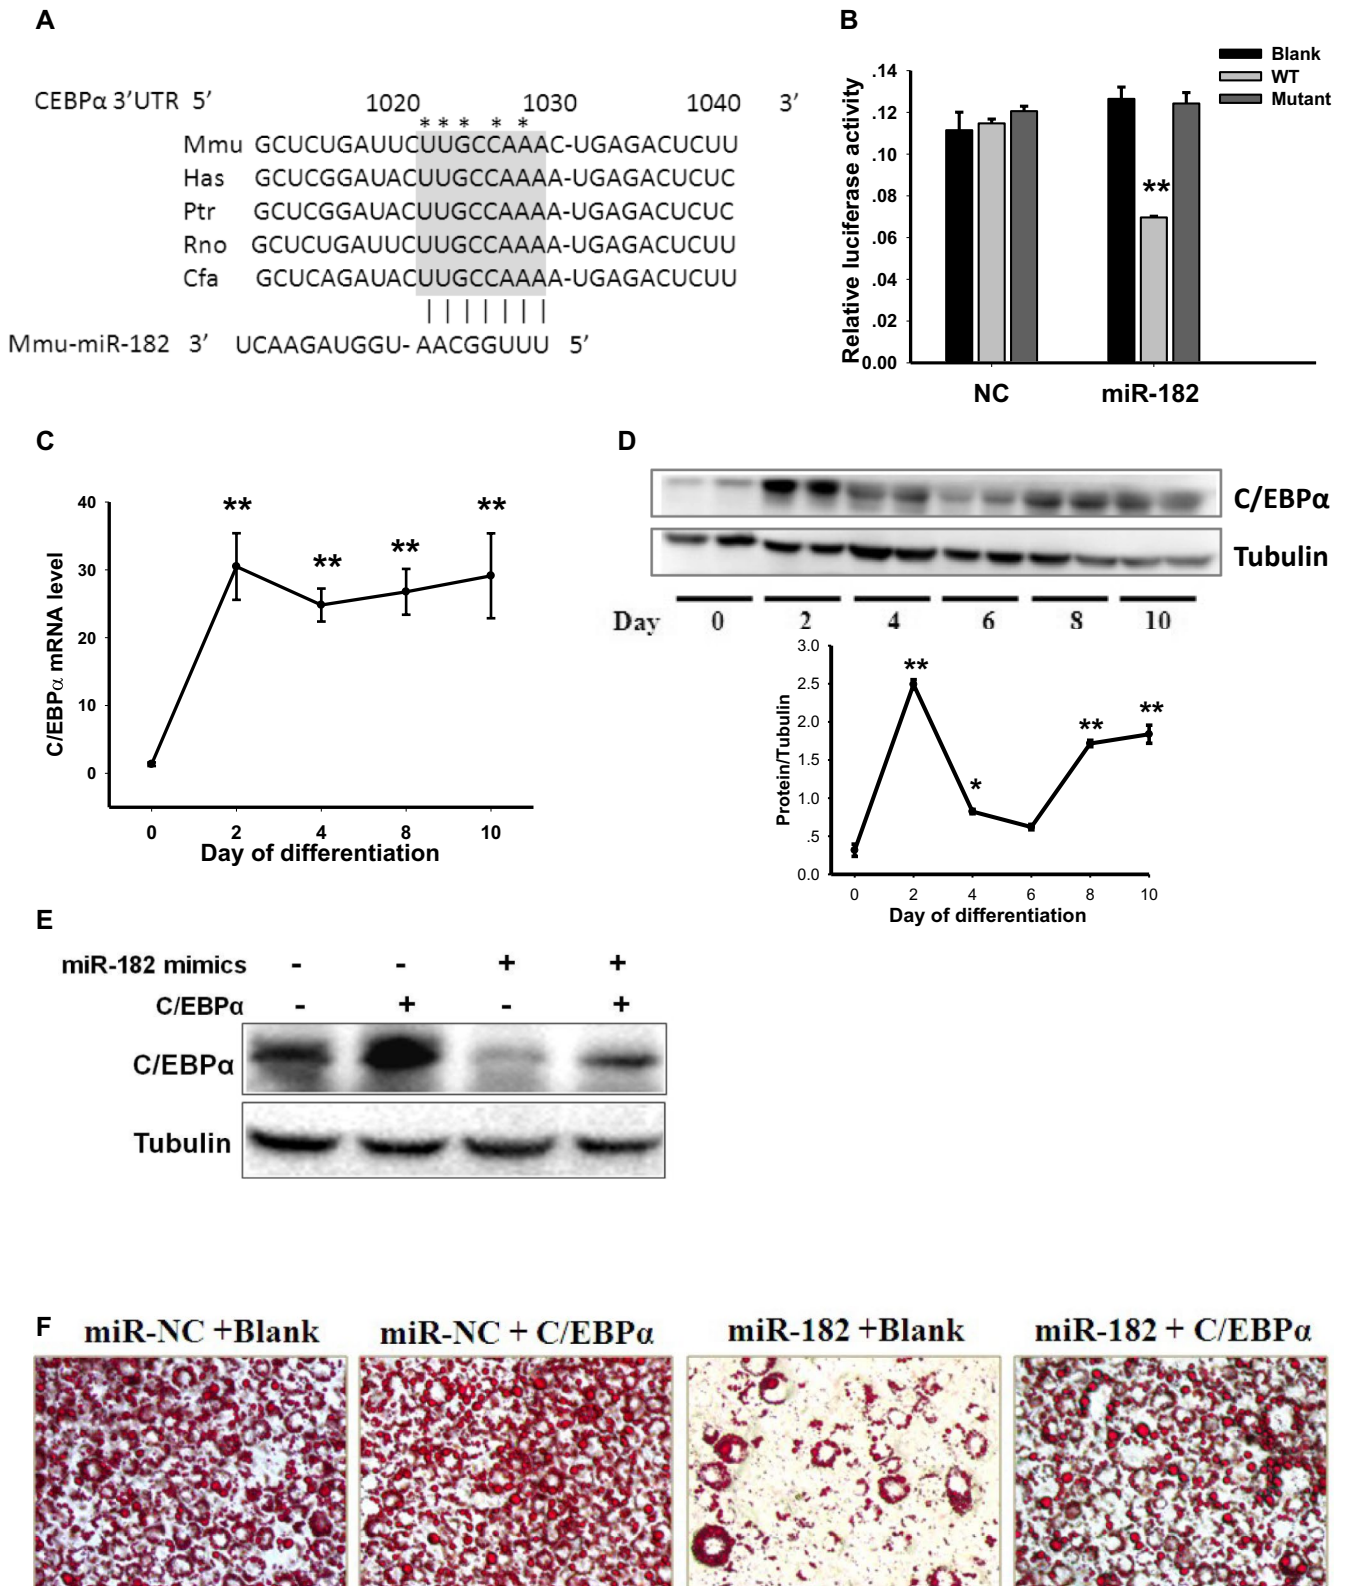 A
CEBPα 3’UTR 5’ 1020 1030 1040 3’
* * * * *
Mmu GCUCUGAUUCUUGCCAAAC-UGAGACUCUU
Has GCUCGGAUACUUGCCAAAA-UGAGACUCUC
Ptr GCUCGGAUACUUGCCAAAA-UGAGACUCUC
Rno GCUCUGAUUCUUGCCAAAA-UGAGACUCUU
Cfa GCUCAGAUACUUGCCAAAA-UGAGACUCUU
Mmu-miR-182 3’ UCAAGAUGGU- AACGGUUU 5’
B
Blank
WT
Mutant
Relative luciferase activity
.14
.12
.10
.08
.06
.04
.02
0.00
**
NC miR-182
C
C/EBPα mRNA level
40
30
20
10
0
** ** ** **
0 2 4 8 10
Day of differentiation
D
C/EBPα
Tubulin
Day 0 2 4 6 8 10
Protein/Tubulin
3.0
2.5
2.0
1.5
1.0
.5
0.0
** * ** **
0 2 4 6 8 10
Day of differentiation
E
miR-182 mimics - - + +
C/EBPα - + - +
C/EBPα
Tubulin
F
miR-NC +Blank miR-NC + C/EBPα miR-182 +Blank miR-182 + C/EBPα